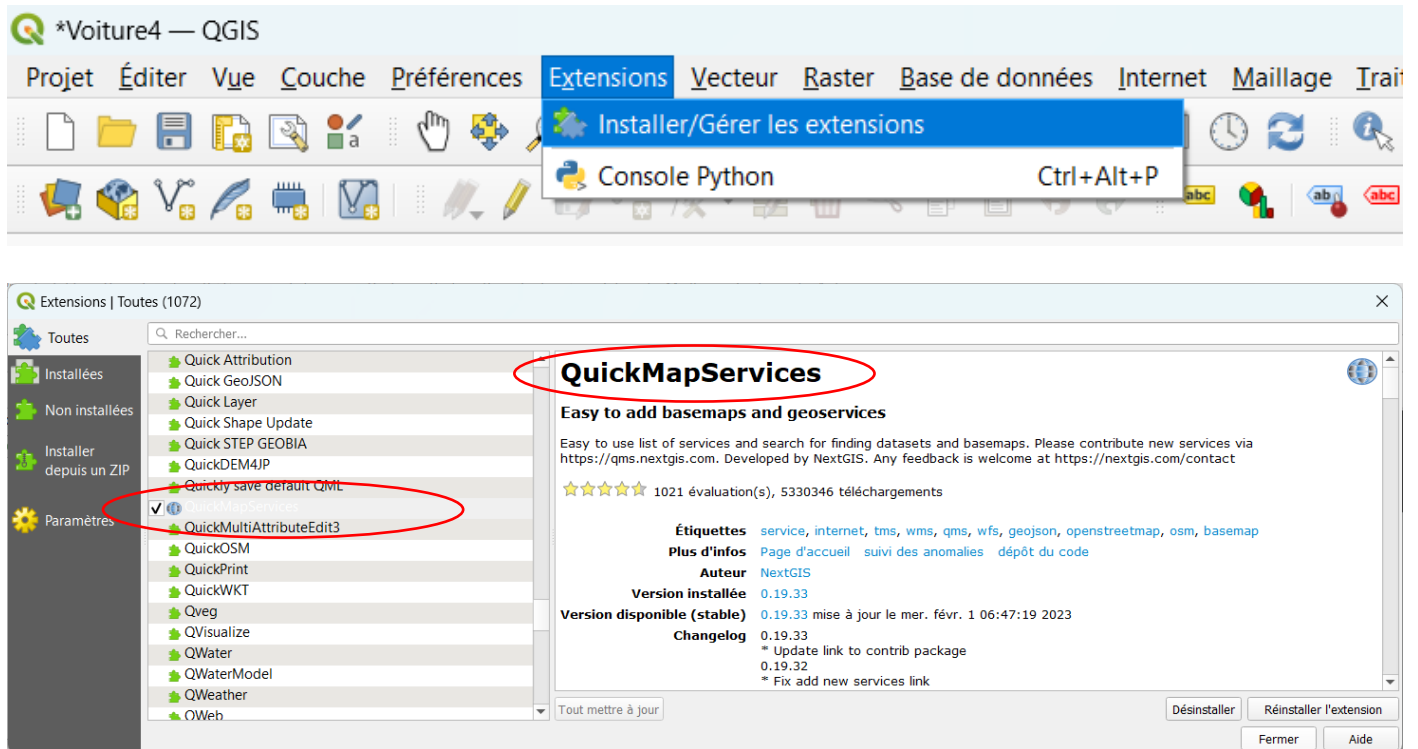 *Voiture4 — QGIS
Projet Éditer Vue Couche Préférences Extensions Vecteur Raster Base de données Internet Maillage Trait
Installer/Gérer les extensions
Console Python Ctrl+Alt+P
a
abc
ab
abc
Extensions | Toutes (1072)
Toutes
Installées
Non installées
Installer
depuis un ZIP
Paramètres
Rechercher...
Quick Attribution
Quick GeoJSON
Quick Layer
Quick Shape Update
Quick STEP GEOBIA
QuickDEM4JP
Quickly save default QML
QuickMapServices
QuickMultiAttributeEdit3
QuickOSM
QuickPrint
QuickWKT
Qveg
QVisualize
QWater
QWaterModel
QWeather
QWeb
QuickMapServices
Easy to add basemaps and geoservices
Easy to use list of services and search for finding datasets and basemaps. Please contribute new services via
https://qms.nextgis.com. Developed by NextGIS. Any feedback is welcome at https://nextgis.com/contact
1021 évaluation(s), 5330346 téléchargements
Étiquettes service, internet, tms, wms, qms, wfs, geojson, openstreetmap, osm, basemap
Plus d'infos Page d'accueil suivi des anomalies dépôt du code
Auteur NextGIS
Version installée 0.19.33
Version disponible (stable) 0.19.33 mise à jour le mer. févr. 1 06:47:19 2023
Changelog 0.19.33
* Update link to contrib package
0.19.32
* Fix add new services link
Tout mettre à jour
Désinstaller Réinstaller l'extension
Fermer Aide